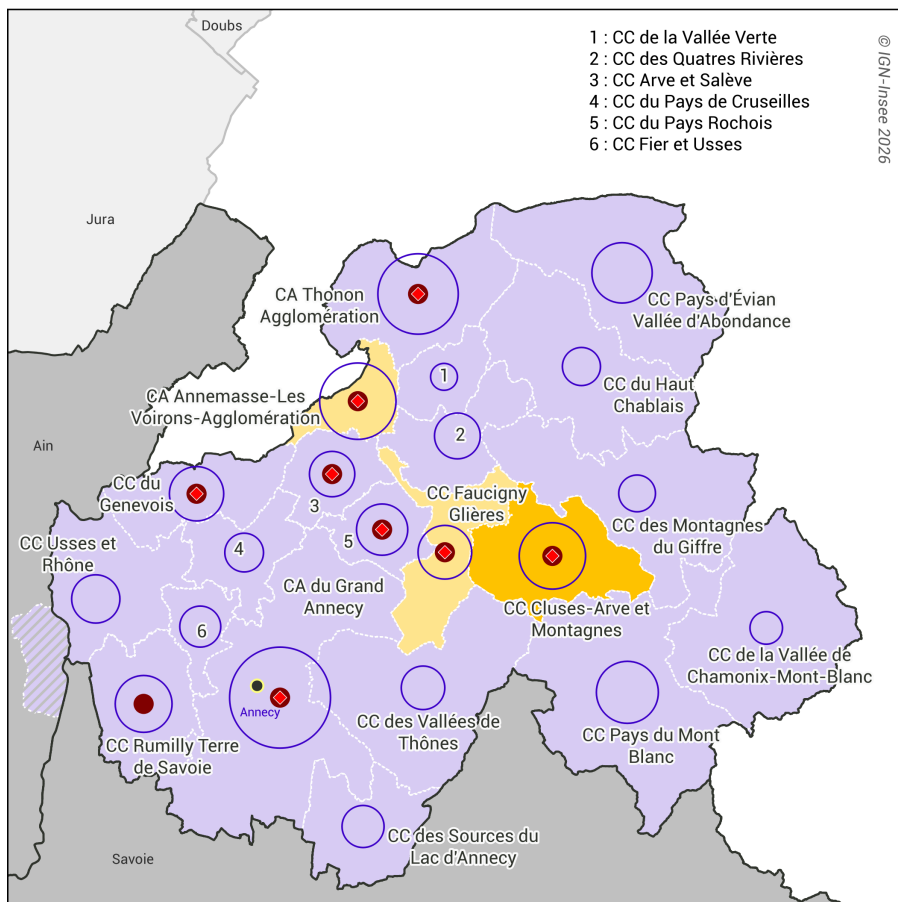 Doubs
1 : CC de la Vallée Verte
2 : CC des Quatres Rivières
3 : CC Arve et Salève
4 : CC du Pays de Cruseilles
5 : CC du Pays Rochois
6 : CC Fier et Usses
© IGN-Insee 2026
Jura
CA Thonon
Agglomération
CC Pays d'Évian
Vallée d'Abondance
1
CC du Haut
Chablais
CA Annemasse-Les
Voirons-Agglomération
2
Ain
CC du
Genevois
3
CC Faucigny
Glières
CC des Montagnes
du Giffre
CC Usses et
Rhône
4
5
CA du Grand
Annecy
CC Cluses-Arve et
Montagnes
6
CC de la Vallée de
Chamonix-Mont-Blanc
Annecy
CC des Vallées de
Thônes
CC Pays du Mont
Blanc
CC Rumilly Terre
de Savoie
CC des Sources du
Lac d'Annecy
Savoie